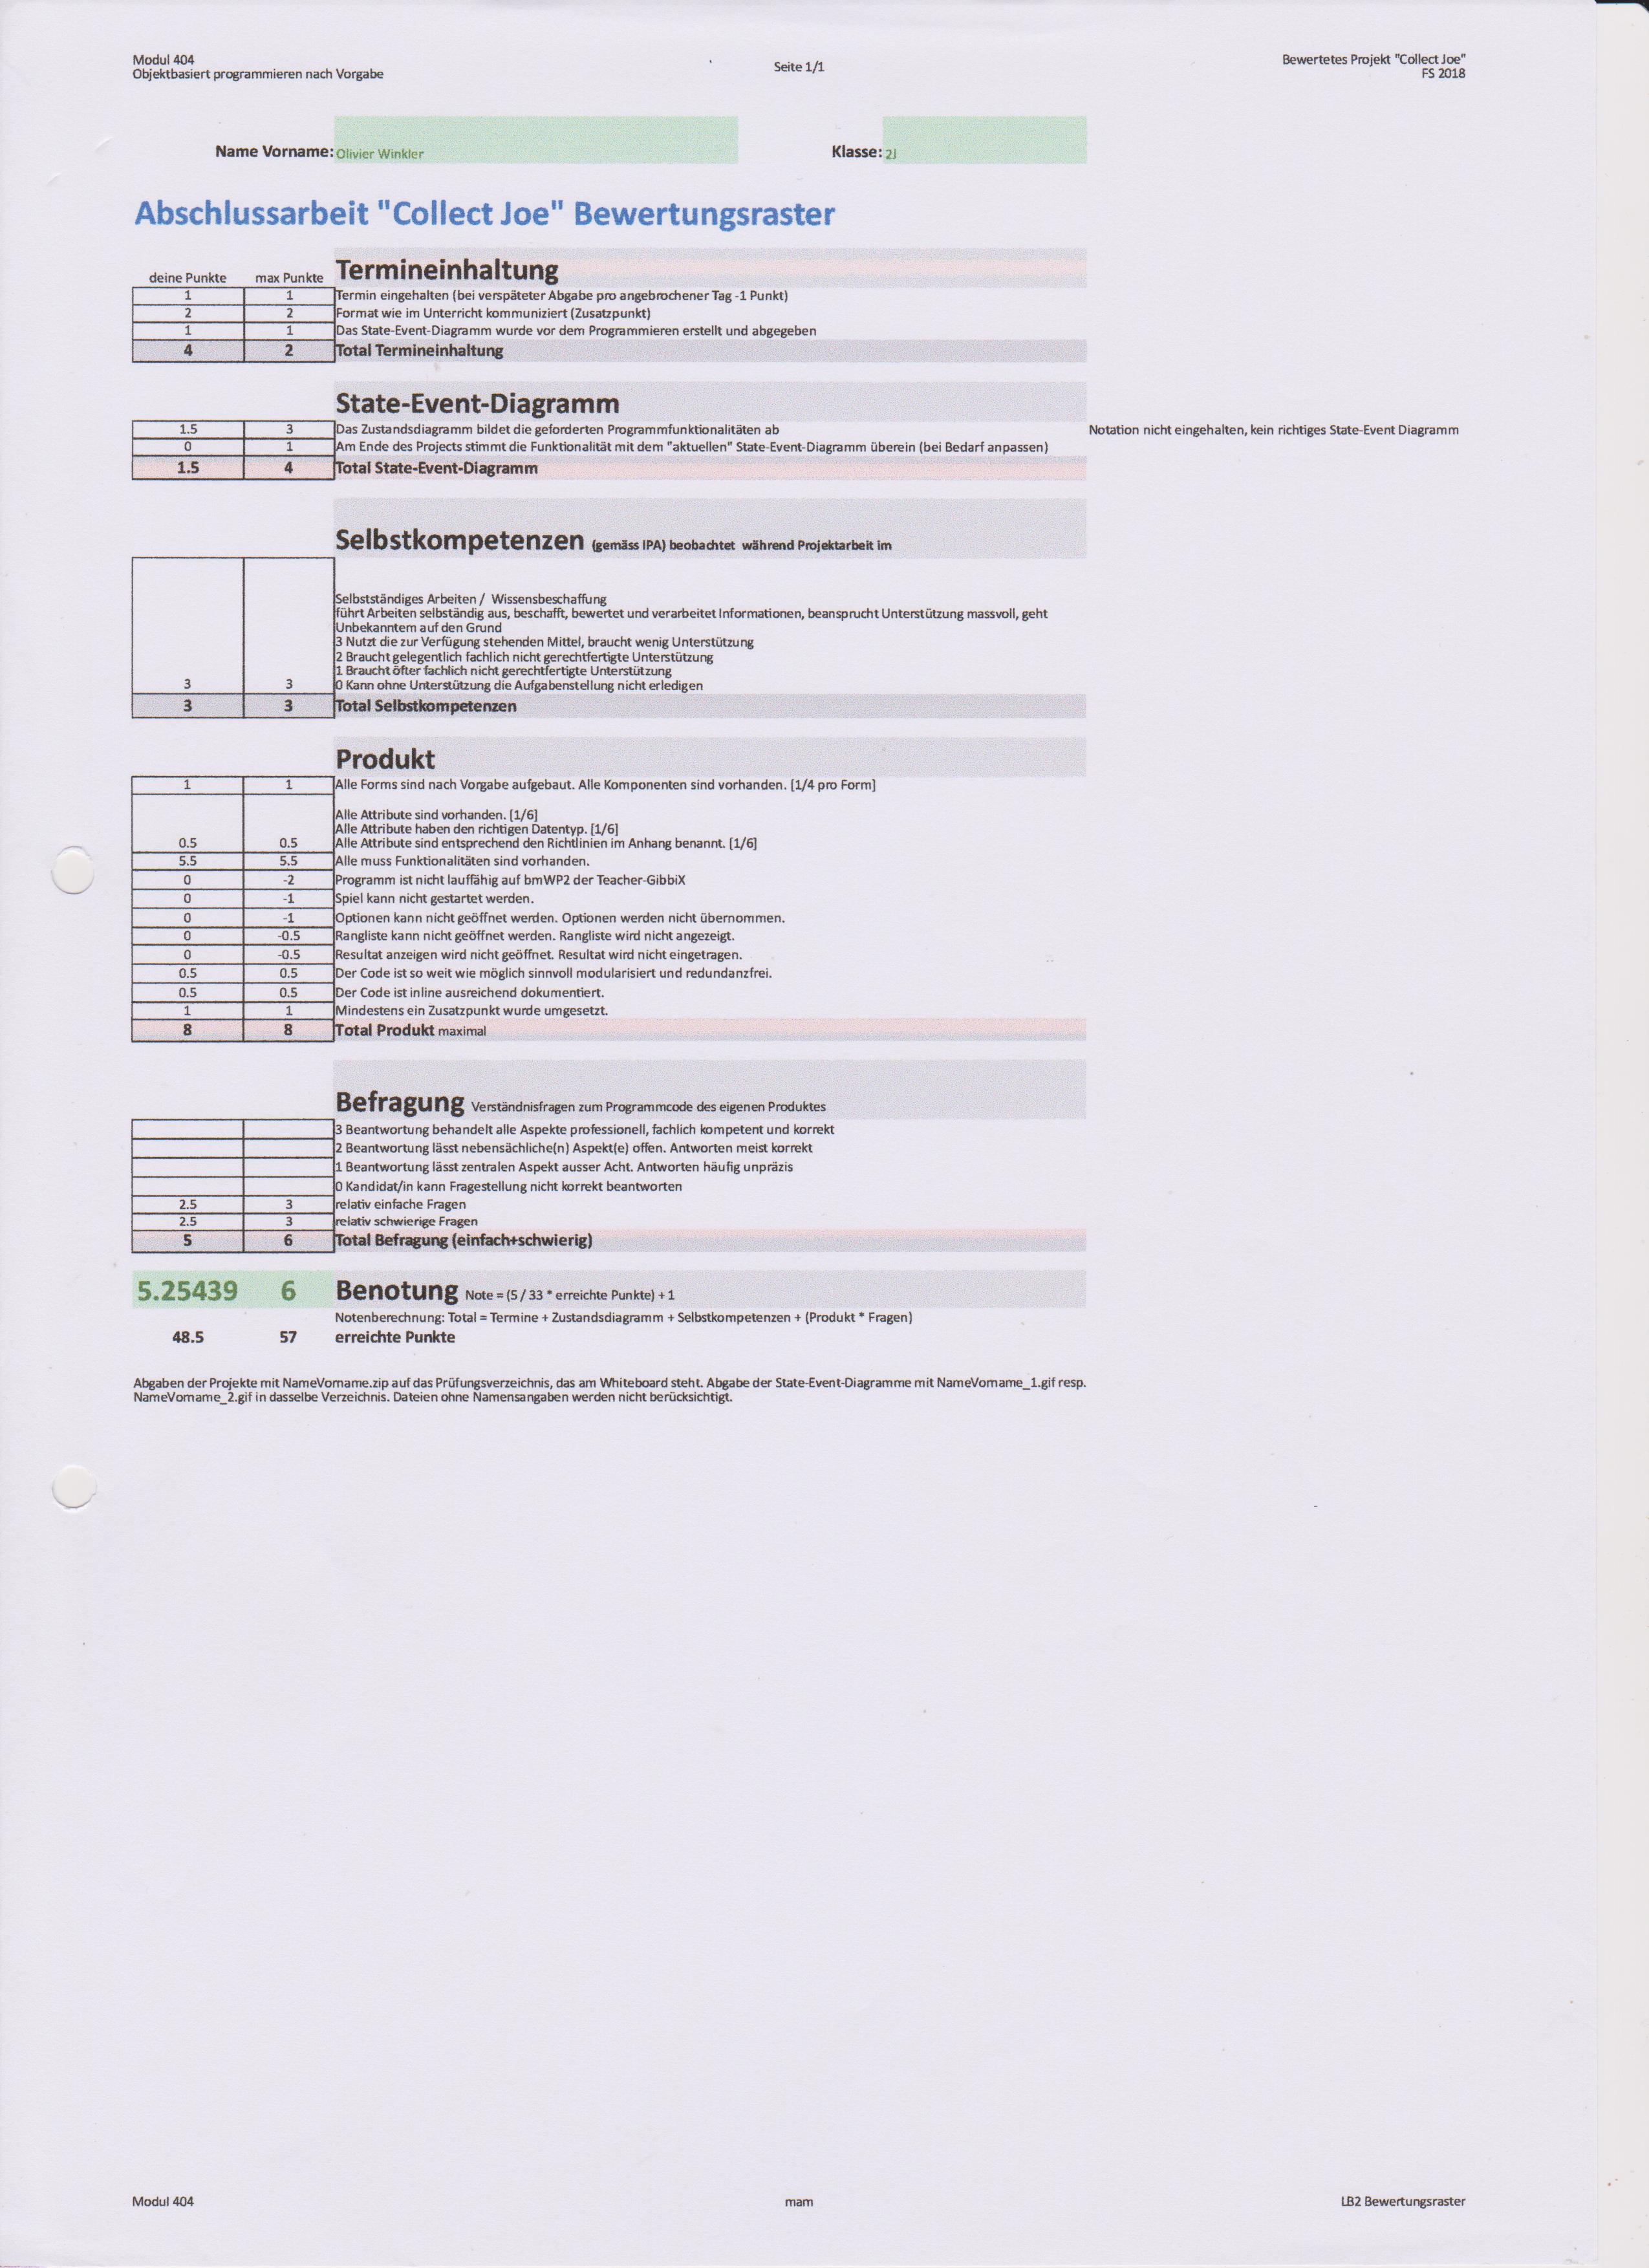 Modul 404
Objektbasiert programmieren nach Vorgabe
Seite 1/1
Bewertetes Projekt "Collect Joe"
FS 2018
Name Vorname: Olivier Winkler
Klasse: 2J
Abschlussarbeit "Collect Joe" Bewertungsraster
deine Punkte max Punkte Termineinhaltung
1 1 Termin eingehalten (bei verspäteter Abgabe pro angebrochener Tag -1 Punkt)
2 2 Format wie im Unterricht kommuniziert (Zusatzpunkt)
1 1 Das State-Event-Diagramm wurde vor dem Programmieren erstellt und abgegeben
4 2 Total Termineinhaltung
State-Event-Diagramm
1.5 3 Das Zustandsdiagramm bildet die geforderten Programmfunktionalitäten ab Notation nicht eingehalten, kein richtiges State-Event Diagramm
0 1 Am Ende des Projects stimmt die Funktionalität mit dem "aktuellen" State-Event-Diagramm überein (bei Bedarf anpassen)
1.5 4 Total State-Event-Diagramm
Selbstkompetenzen (gemäss IPA) beobachtet während Projektarbeit im
Selbstständiges Arbeiten / Wissensbeschaffung
führt Arbeiten selbständig aus, beschafft, bewertet und verarbeitet Informationen, beansprucht Unterstützung massvoll, geht
Unbekanntem auf den Grund
3 Nutzt die zur Verfügung stehenden Mittel, braucht wenig Unterstützung
2 Braucht gelegentlich fachlich nicht gerechtfertigte Unterstützung
1 Braucht öfter fachlich nicht gerechtfertigte Unterstützung
3 3 0 Kann ohne Unterstützung die Aufgabenstellung nicht erledigen
3 3 Total Selbstkompetenzen
Produkt
1 1 Alle Forms sind nach Vorgabe aufgebaut. Alle Komponenten sind vorhanden. [1/4 pro Form]
Alle Attribute sind vorhanden. [1/6]
Alle Attribute haben den richtigen Datentyp. [1/6]
0.5 0.5 Alle Attribute sind entsprechend den Richtlinien im Anhang benannt. [1/6]
5.5 5.5 Alle muss Funktionalitäten sind vorhanden.
0 -2 Programm ist nicht lauffähig auf bmWP2 der Teacher-GibbiX
0 -1 Spiel kann nicht gestartet werden.
0 -1 Optionen kann nicht geöffnet werden. Optionen werden nicht übernommen.
0 -0.5 Rangliste kann nicht geöffnet werden. Rangliste wird nicht angezeigt.
0 -0.5 Resultat anzeigen wird nicht geöffnet. Resultat wird nicht eingetragen.
0.5 0.5 Der Code ist so weit wie möglich sinnvoll modularisiert und redundanzfrei.
0.5 0.5 Der Code ist inline ausreichend dokumentiert.
1 1 Mindestens ein Zusatzpunkt wurde umgesetzt.
8 8 Total Produkt maximal
Befragung Verständnisfragen zum Programmcode des eigenen Produktes
3 Beantwortung behandelt alle Aspekte professionell, fachlich kompetent und korrekt
2 Beantwortung lässt nebensächliche(n) Aspekt(e) offen. Antworten meist korrekt
1 Beantwortung lässt zentralen Aspekt ausser Acht. Antworten häufig unpräzis
0 Kandidat/in kann Fragestellung nicht korrekt beantworten
2.5 3 relativ einfache Fragen
2.5 3 relativ schwierige Fragen
5 6 Total Befragung (einfach+schwierig)
5.25439 6 Benotung Note = (5 / 33 * erreichte Punkte) + 1
Notenberechnung: Total = Termine + Zustandsdiagramm + Selbstkompetenzen + (Produkt * Fragen)
48.5 57 erreichte Punkte
Abgaben der Projekte mit NameVorname.zip auf das Prüfungsverzeichnis, das am Whiteboard steht. Abgabe der State-Event-Diagramme mit NameVorname_1.gif resp.
NameVorname_2.gif in dasselbe Verzeichnis. Dateien ohne Namensangaben werden nicht berücksichtigt.
Modul 404
mam
LB2 Bewertungsraster